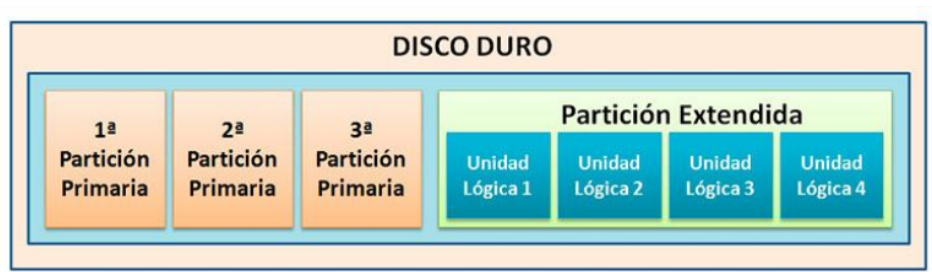 DISCO DURO
1ª
Partición
Primaria
2ª
Partición
Primaria
3ª
Partición
Primaria
Partición Extendida
Unidad
Lógica 1
Unidad
Lógica 2
Unidad
Lógica 3
Unidad
Lógica 4